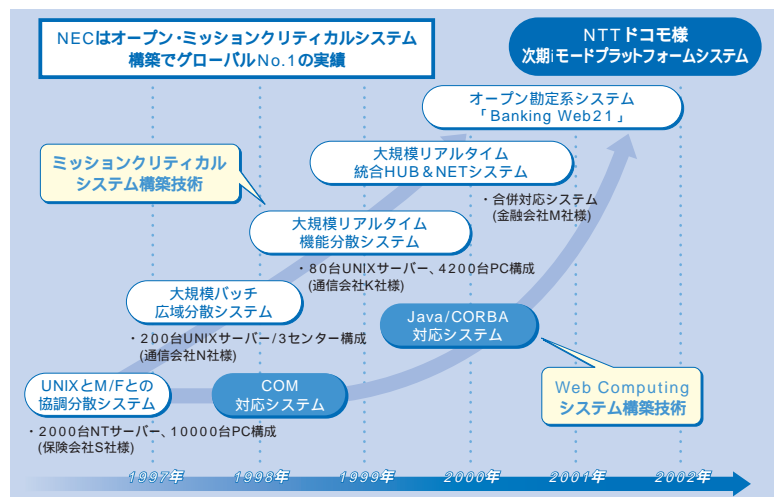 NECはオープン・ミッションクリティカルシステム
構築でグローバルNo.1の実績
NTTドコモ様
次期iモードプラットフォームシステム
オープン勘定系システム
「Banking Web21」
ミッションクリティカル
システム構築技術
大規模リアルタイム
統合HUB＆NETシステム
・合併対応システム
(金融会社M社様)
大規模リアルタイム
機能分散システム
・80台UNIXサーバー、4200台PC構成
(通信会社K社様)
大規模バッチ
広域分散システム
・200台UNIXサーバー/3センター構成
(通信会社N社様)
Java/CORBA
対応システム
UNIXとM/Fとの
協調分散システム
COM
対応システム
Web Computing
システム構築技術
・2000台NTサーバー、10000台PC構成
(保険会社S社様)
1997年 1998年 1999年 2000年 2001年 2002年